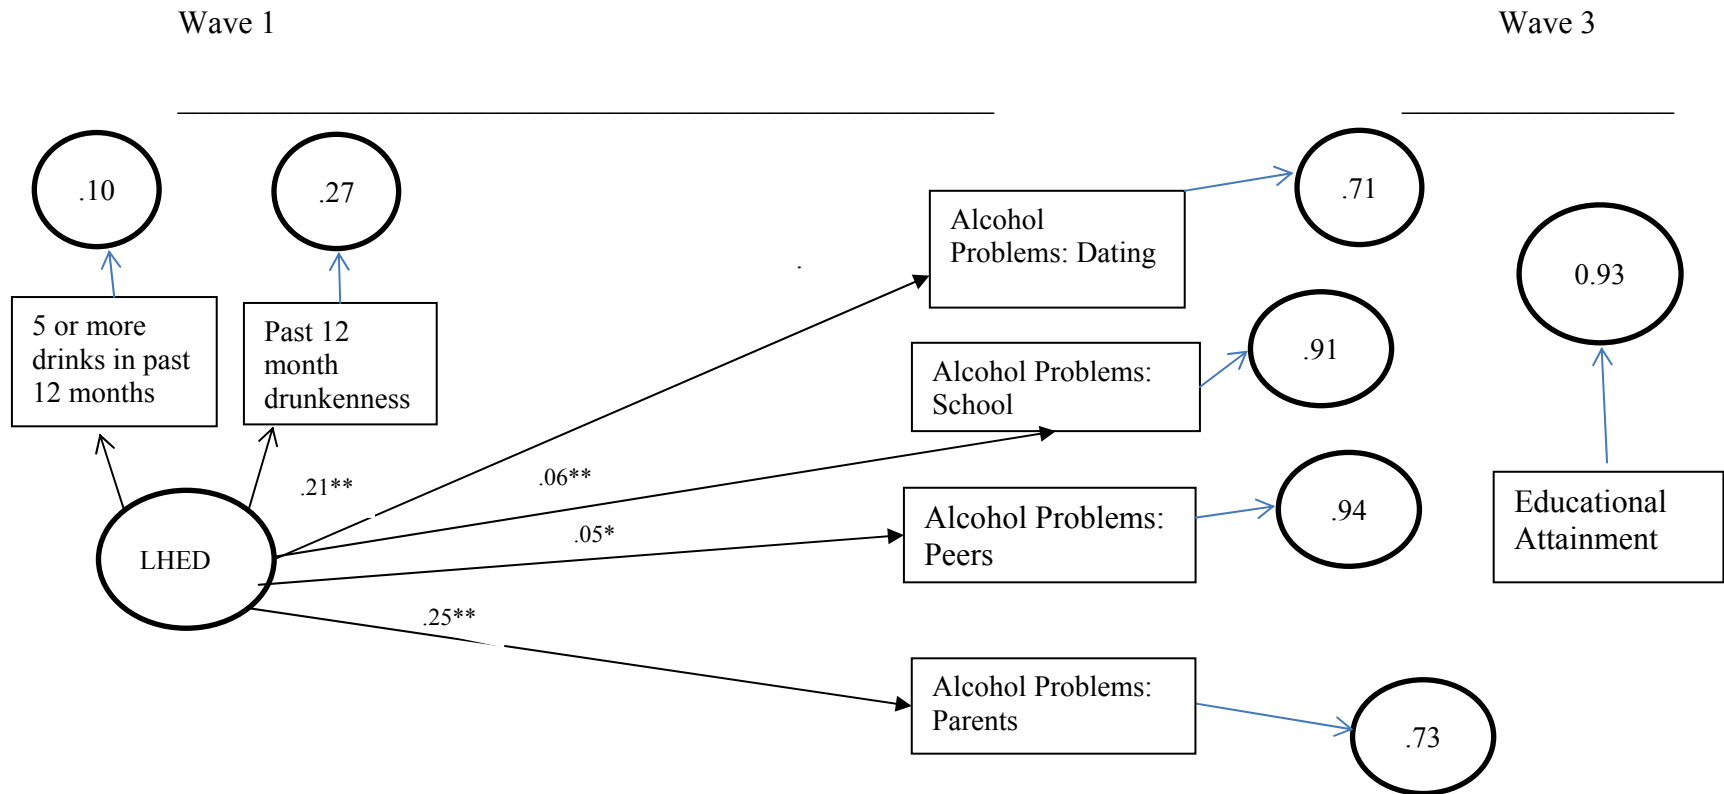 Wave 1
Wave 3
.10
.27
.71
Alcohol
Problems: Dating
0.93
5 or more
drinks in past
12 months
Past 12
month
drunkenness
Alcohol Problems:
School
.91
.21**
.06**
.05*
Alcohol Problems:
Peers
.94
Educational
Attainment
LHED
.25**
Alcohol Problems:
Parents
.73